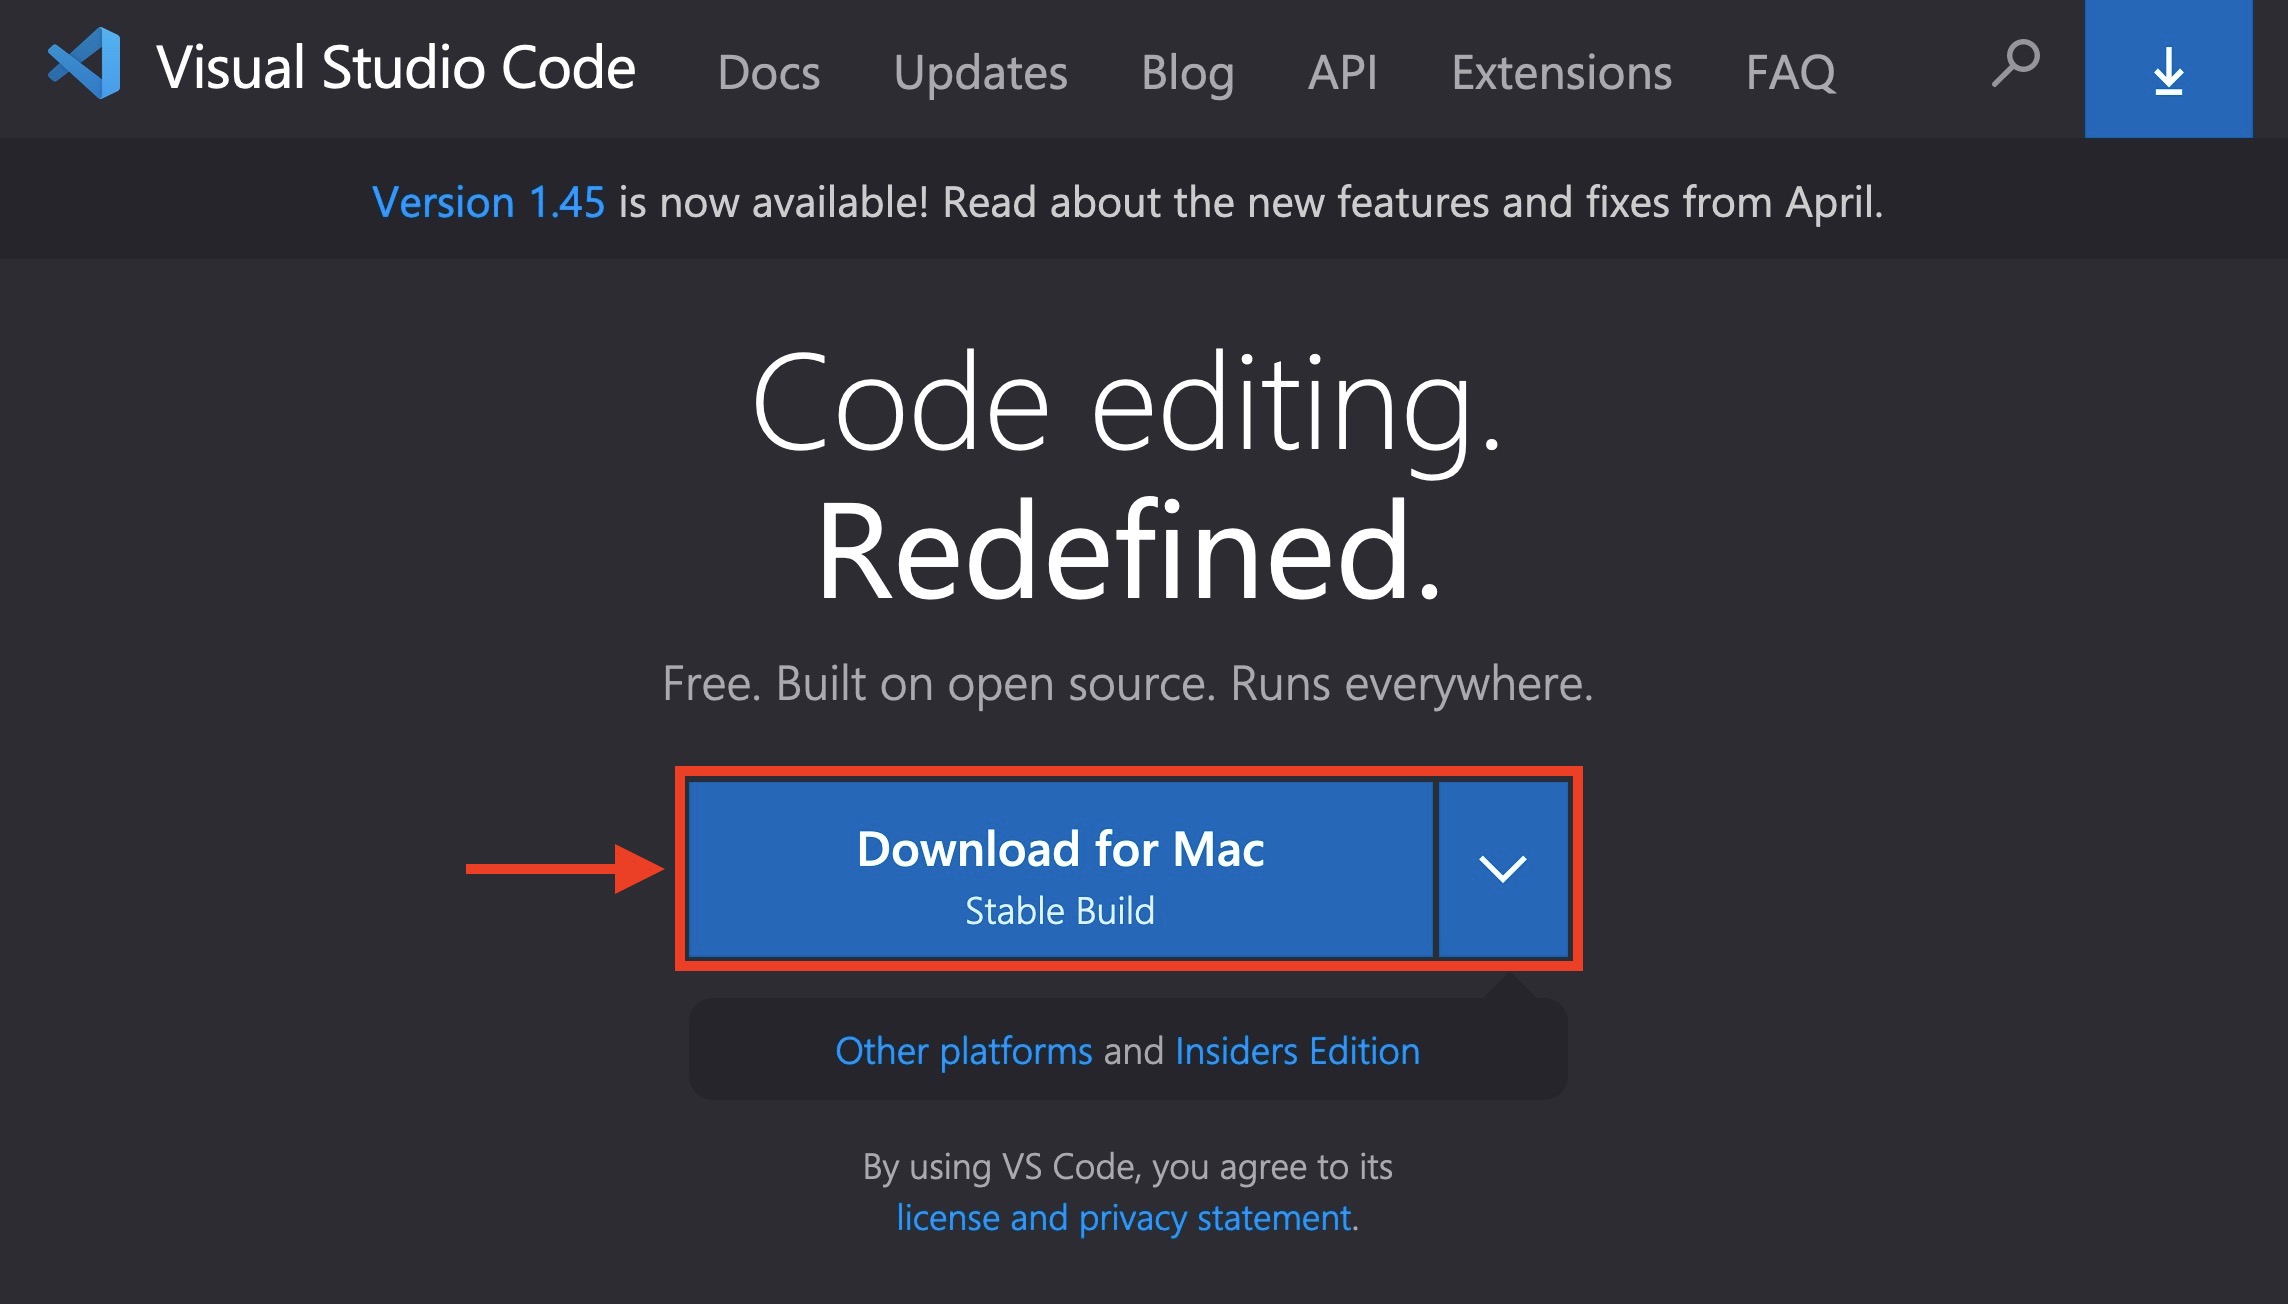 Visual Studio Code Docs Updates Blog API Extensions FAQ
Version 1.45 is now available! Read about the new features and fixes from April.
Code editing.
Redefined.
Free. Built on open source. Runs everywhere.
Download for Mac
Stable Build
Other platforms and Insiders Edition
By using VS Code, you agree to its
license and privacy statement.